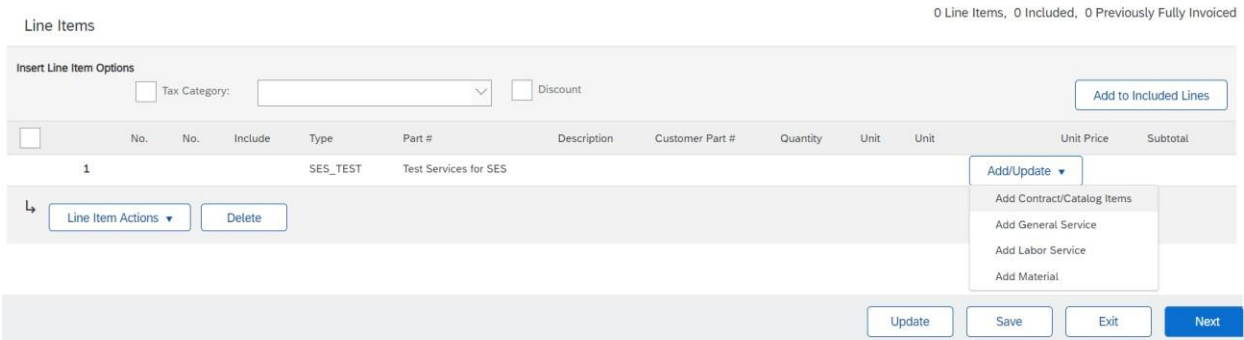 0 Line Items, 0 Included, 0 Previously Fully Invoiced
Line Items
Insert Line Item Options
Tax Category:
Discount
Add to Included Lines
No. No. Include Type Part # Description Customer Part # Quantity Unit Unit Unit Price Subtotal
1 SES_TEST Test Services for SES Add/Update
Add Contract/Catalog Items
Line Item Actions Delete
Add General Service
Add Labor Service
Add Material
Update Save Exit Next